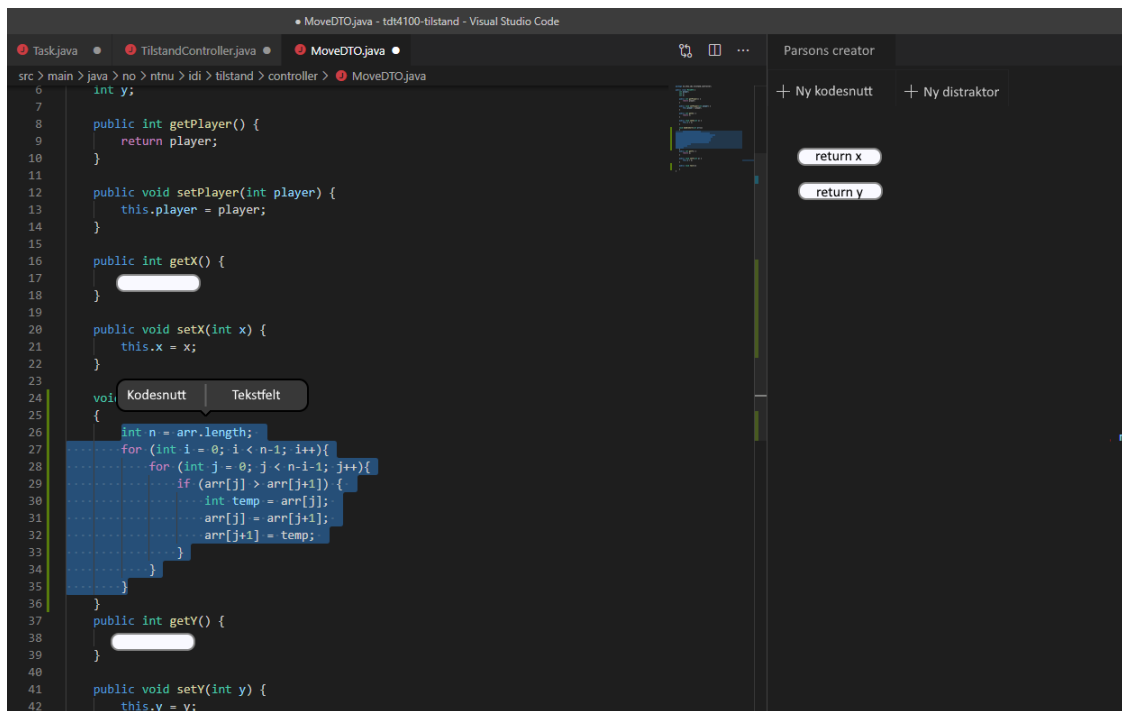 ● MoveDTO.java - tdt4100-tilstand - Visual Studio Code
Task.java ● TilstandController.java ● MoveDTO.java ● ···
src > main > java > no > ntnu > idi > tilstand > controller > MoveDTO.java
6 int y;
7
8 public int getPlayer() {
9 return player;
10 }
11
12 public void setPlayer(int player) {
13 this.player = player;
14 }
15
16 public int getX() {
17
18 }
19
20 public void setX(int x) {
21 this.x = x;
22 }
23
24 voi
Kodesnutt | Tekstfelt
25 {
26 int n = arr.length;
27 for (int i = 0; i < n-1; i++){
28 for (int j = 0; j < n-i-1; j++){
29 if (arr[j] > arr[j+1]) {
30 int temp = arr[j];
31 arr[j] = arr[j+1];
32 arr[j+1] = temp;
33 }
34 }
35 }
36 }
37 public int getY() {
38
39 }
40
41 public void setY(int y) {
42 this.y = y;
Parsons creator
+ Ny kodesnutt + Ny distraktor
return x
return y